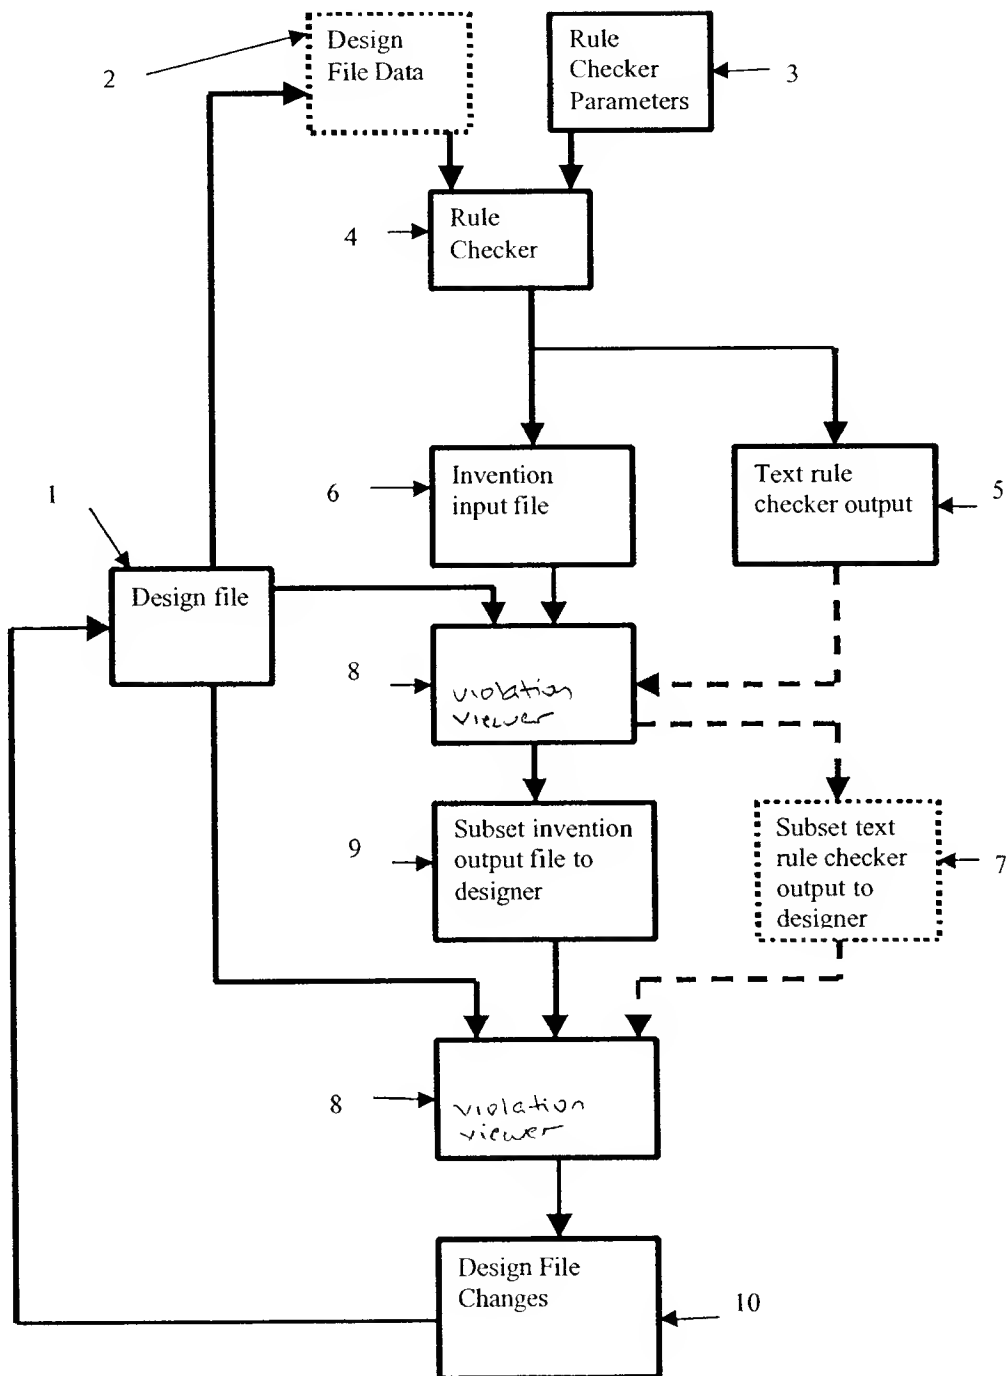 Design
File Data
2
Rule
Checker
Parameters
3
Rule
Checker
4
Invention
input file
6
Text rule
checker output
5
1
Design file
8
violation
viewer
Subset invention
output file to
designer
9
Subset text
rule checker
output to
designer
7
8
violation
viewer
Design File
Changes
10